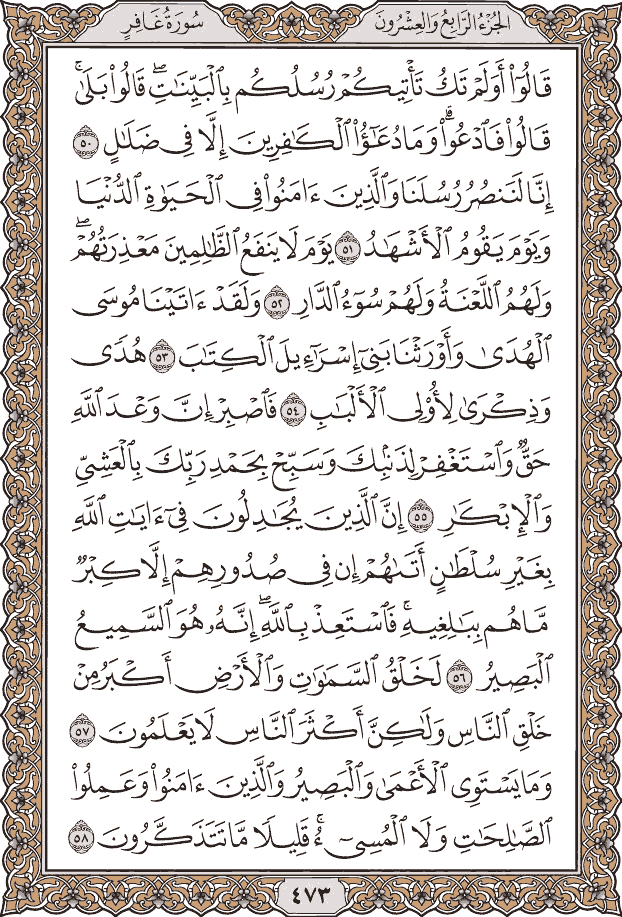 الجُزْءُ الرَّابِعُ وَالعِشْرُونَ
سُورَةُ غَافِرٍ
قَالُوٓا۟ أَوَلَمْ تَكُ تَأْتِيكُمْ رُسُلُكُم بِٱلْبَيِّنَٰتِ ۖ قَالُوا۟ بَلَىٰ ۚ
قَالُوا۟ فَٱدْعُوا۟ ۗ وَمَا دُعَٰٓؤُا۟ ٱلْكَٰفِرِينَ إِلَّا فِى ضَلَٰلٍ ٥٠
إِنَّا لَنَنصُرُ رُسُلَنَا وَٱلَّذِينَ ءَامَنُوا۟ فِى ٱلْحَيَوٰةِ ٱلدُّنْيَا
وَيَوْمَ يَقُومُ ٱلْأَشْهَٰدُ ٥١ يَوْمَ لَا يَنفَعُ ٱلظَّٰلِمِينَ مَعْذِرَتُهُمْ ۖ
وَلَهُمُ ٱللَّعْنَةُ وَلَهُمْ سُوٓءُ ٱلدَّارِ ٥٢ وَلَقَدْ ءَاتَيْنَا مُوسَى
ٱلْهُدَىٰ وَأَوْرَثْنَا بَنِىٓ إِسْرَٰٓءِيلَ ٱلْكِتَٰبَ ٥٣ هُدًى
وَذِكْرَىٰ لِأُو۟لِى ٱلْأَلْبَٰبِ ٥٤ فَٱصْبِرْ إِنَّ وَعْدَ ٱللَّهِ
حَقٌّ وَٱسْتَغْفِرْ لِذَنۢبِكَ وَسَبِّحْ بِحَمْدِ رَبِّكَ بِٱلْعَشِىِّ
وَٱلْإِبْكَٰرِ ٥٥ إِنَّ ٱلَّذِينَ يُجَٰدِلُونَ فِىٓ ءَايَٰتِ ٱللَّهِ
بِغَيْرِ سُلْطَٰنٍ أَتَىٰهُمْ ۙ إِن فِى صُدُورِهِمْ إِلَّا كِبْرٌ
مَّا هُم بِبَٰلِغِيهِ ۚ فَٱسْتَعِذْ بِٱللَّهِ ۖ إِنَّهُۥ هُوَ ٱلسَّمِيعُ
ٱلْبَصِيرُ ٥٦ لَخَلْقُ ٱلسَّمَٰوَٰتِ وَٱلْأَرْضِ أَكْبَرُ مِنْ
خَلْقِ ٱلنَّاسِ وَلَٰكِنَّ أَكْثَرَ ٱلنَّاسِ لَا يَعْلَمُونَ ٥٧
وَمَا يَسْتَوِى ٱلْأَعْمَىٰ وَٱلْبَصِيرُ وَٱلَّذِينَ ءَامَنُوا۟ وَعَمِلُوا۟
ٱلصَّٰلِحَٰتِ وَلَا ٱلْمُسِىٓءُ ۚ قَلِيلًا مَّا تَتَذَكَّرُونَ ٥٨
٤٧٣